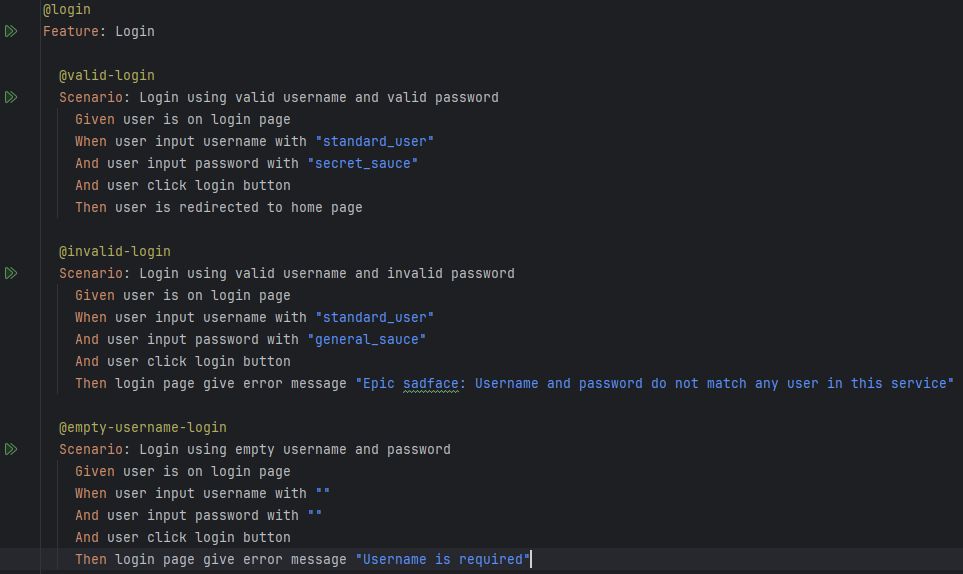 @login
Feature: Login
@valid-login
Scenario: Login using valid username and valid password
Given user is on login page
When user input username with "standard_user"
And user input password with "secret_sauce"
And user click login button
Then user is redirected to home page
@invalid-login
Scenario: Login using valid username and invalid password
Given user is on login page
When user input username with "standard_user"
And user input password with "general_sauce"
And user click login button
Then login page give error message "Epic sadface: Username and password do not match any user in this service"
@empty-username-login
Scenario: Login using empty username and password
Given user is on login page
When user input username with ""
And user input password with ""
And user click login button
Then login page give error message "Username is required"